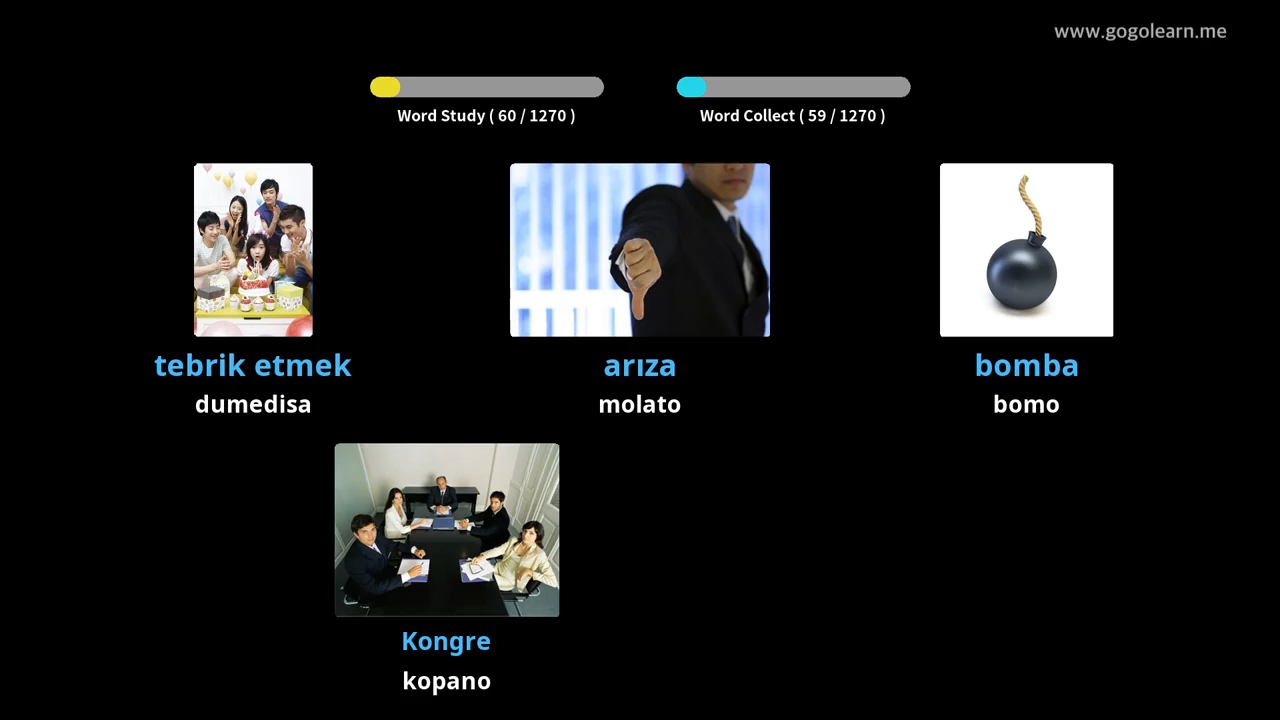 www.gogolearn.me
Word Study ( 60 / 1270 )
Word Collect ( 59 / 1270 )
tebrik etmek
dumedisa
arıza
molato
bomba
bomo
Kongre
kopano